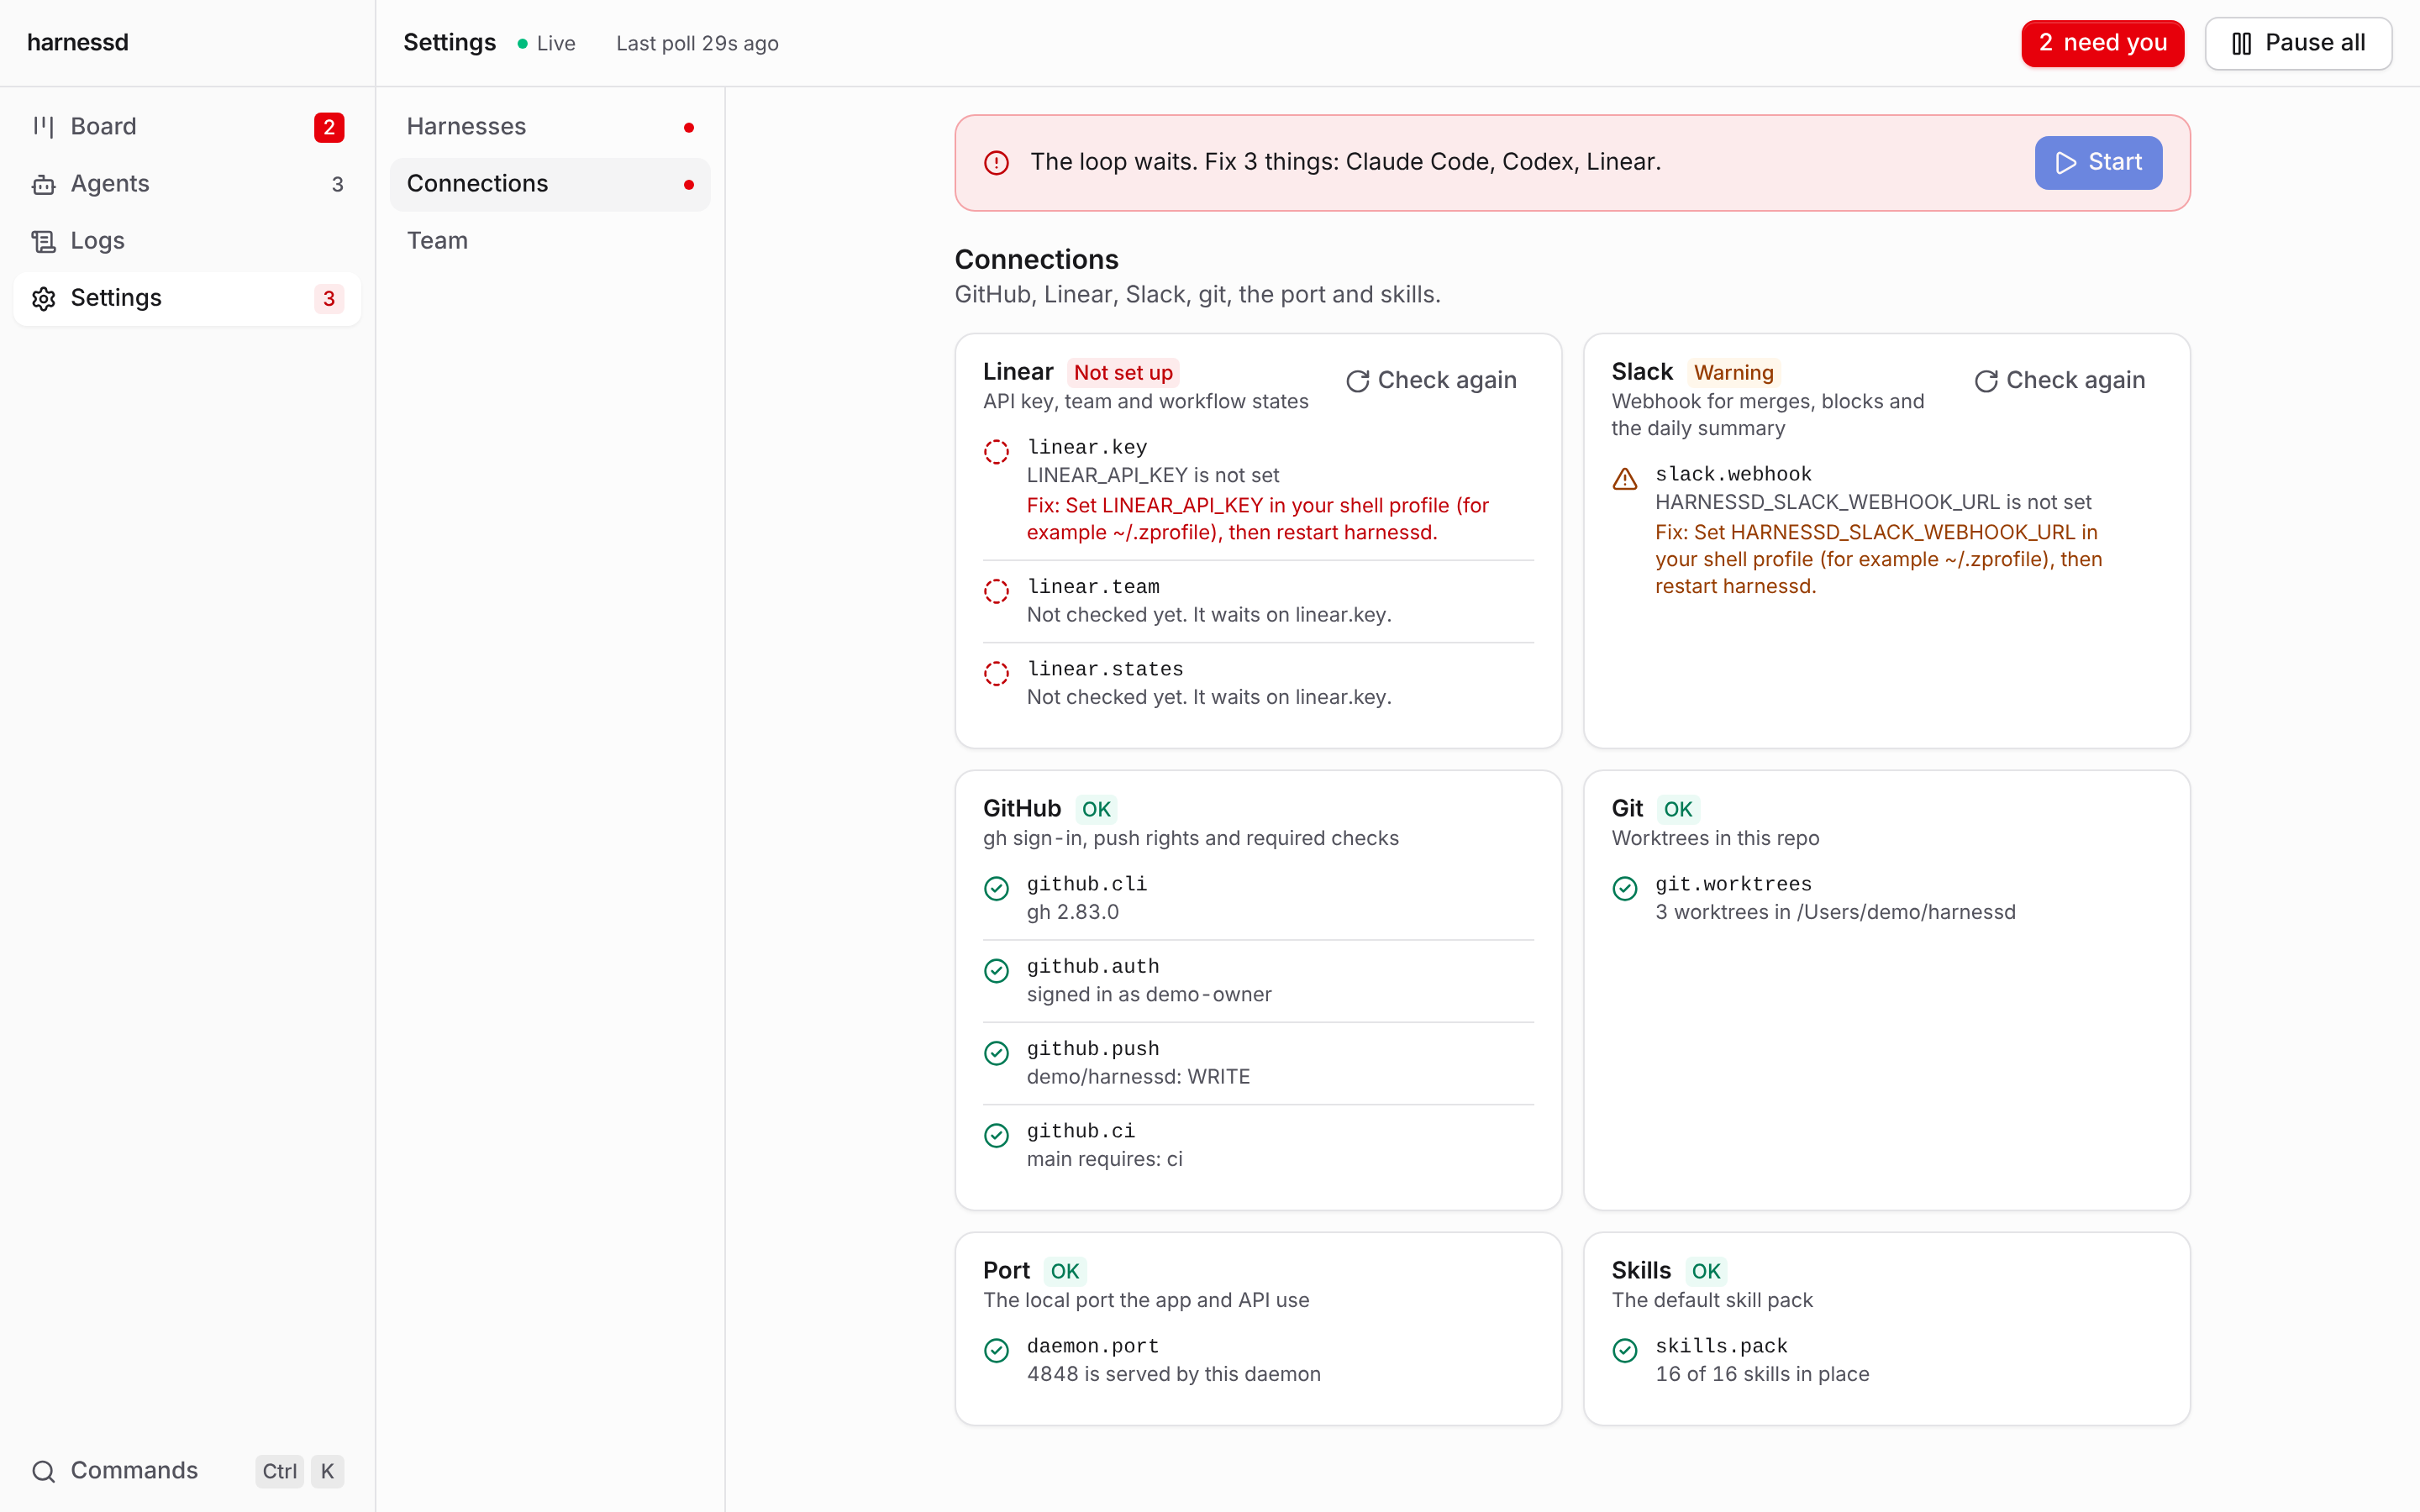 harnessd
Settings
Live
Last poll 29s ago
2 need you
Pause all
Board
2
Agents
3
Logs
Settings
3
Harnesses
Connections
Team
The loop waits. Fix 3 things: Claude Code, Codex, Linear.
Start
Connections
GitHub, Linear, Slack, git, the port and skills.
Linear
Not set up
Check again
API key, team and workflow states
linear.key
LINEAR_API_KEY is not set
Fix: Set LINEAR_API_KEY in your shell profile (for
example ~/.zprofile), then restart harnessd.
linear.team
Not checked yet. It waits on linear.key.
linear.states
Not checked yet. It waits on linear.key.
Slack
Warning
Check again
Webhook for merges, blocks and
the daily summary
slack.webhook
HARNESSD_SLACK_WEBHOOK_URL is not set
Fix: Set HARNESSD_SLACK_WEBHOOK_URL in
your shell profile (for example ~/.zprofile), then
restart harnessd.
GitHub
OK
gh sign-in, push rights and required checks
github.cli
gh 2.83.0
github.auth
signed in as demo-owner
github.push
demo/harnessd: WRITE
github.ci
main requires: ci
Git
OK
Worktrees in this repo
git.worktrees
3 worktrees in /Users/demo/harnessd
Port
OK
The local port the app and API use
daemon.port
4848 is served by this daemon
Skills
OK
The default skill pack
skills.pack
16 of 16 skills in place
Commands
Ctrl K